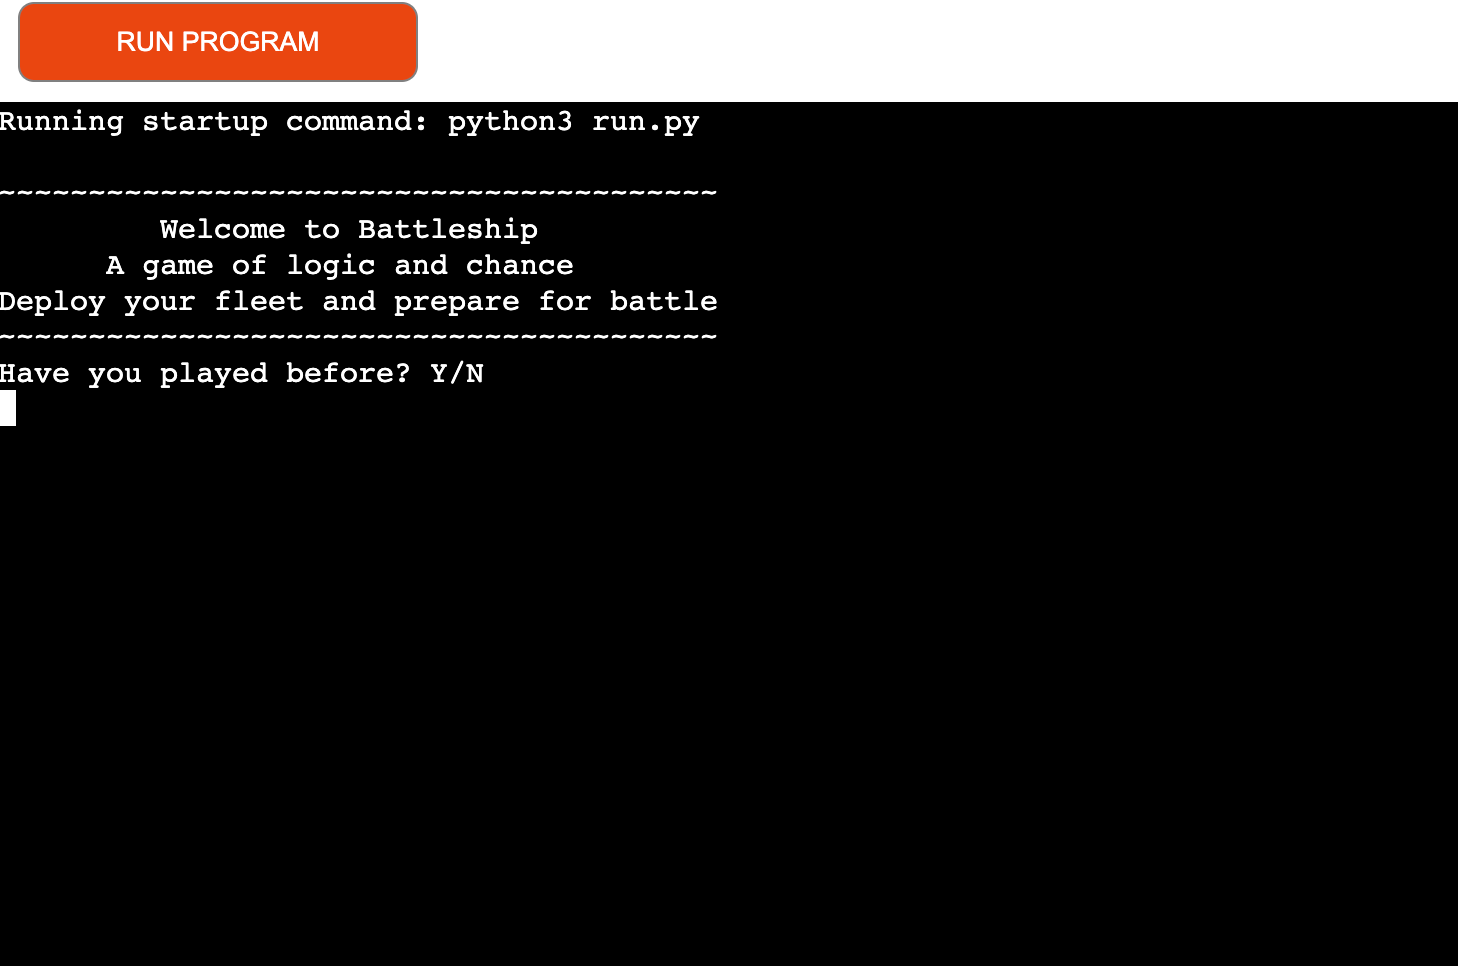 RUN PROGRAM
Running startup command: python3 run.py
~~~~~~~~~~~~~~~~~~~~~~~~~~~~~~~~~~~~~~~~
Welcome to Battleship
A game of logic and chance
Deploy your fleet and prepare for battle
~~~~~~~~~~~~~~~~~~~~~~~~~~~~~~~~~~~~~~~~
Have you played before? Y/N